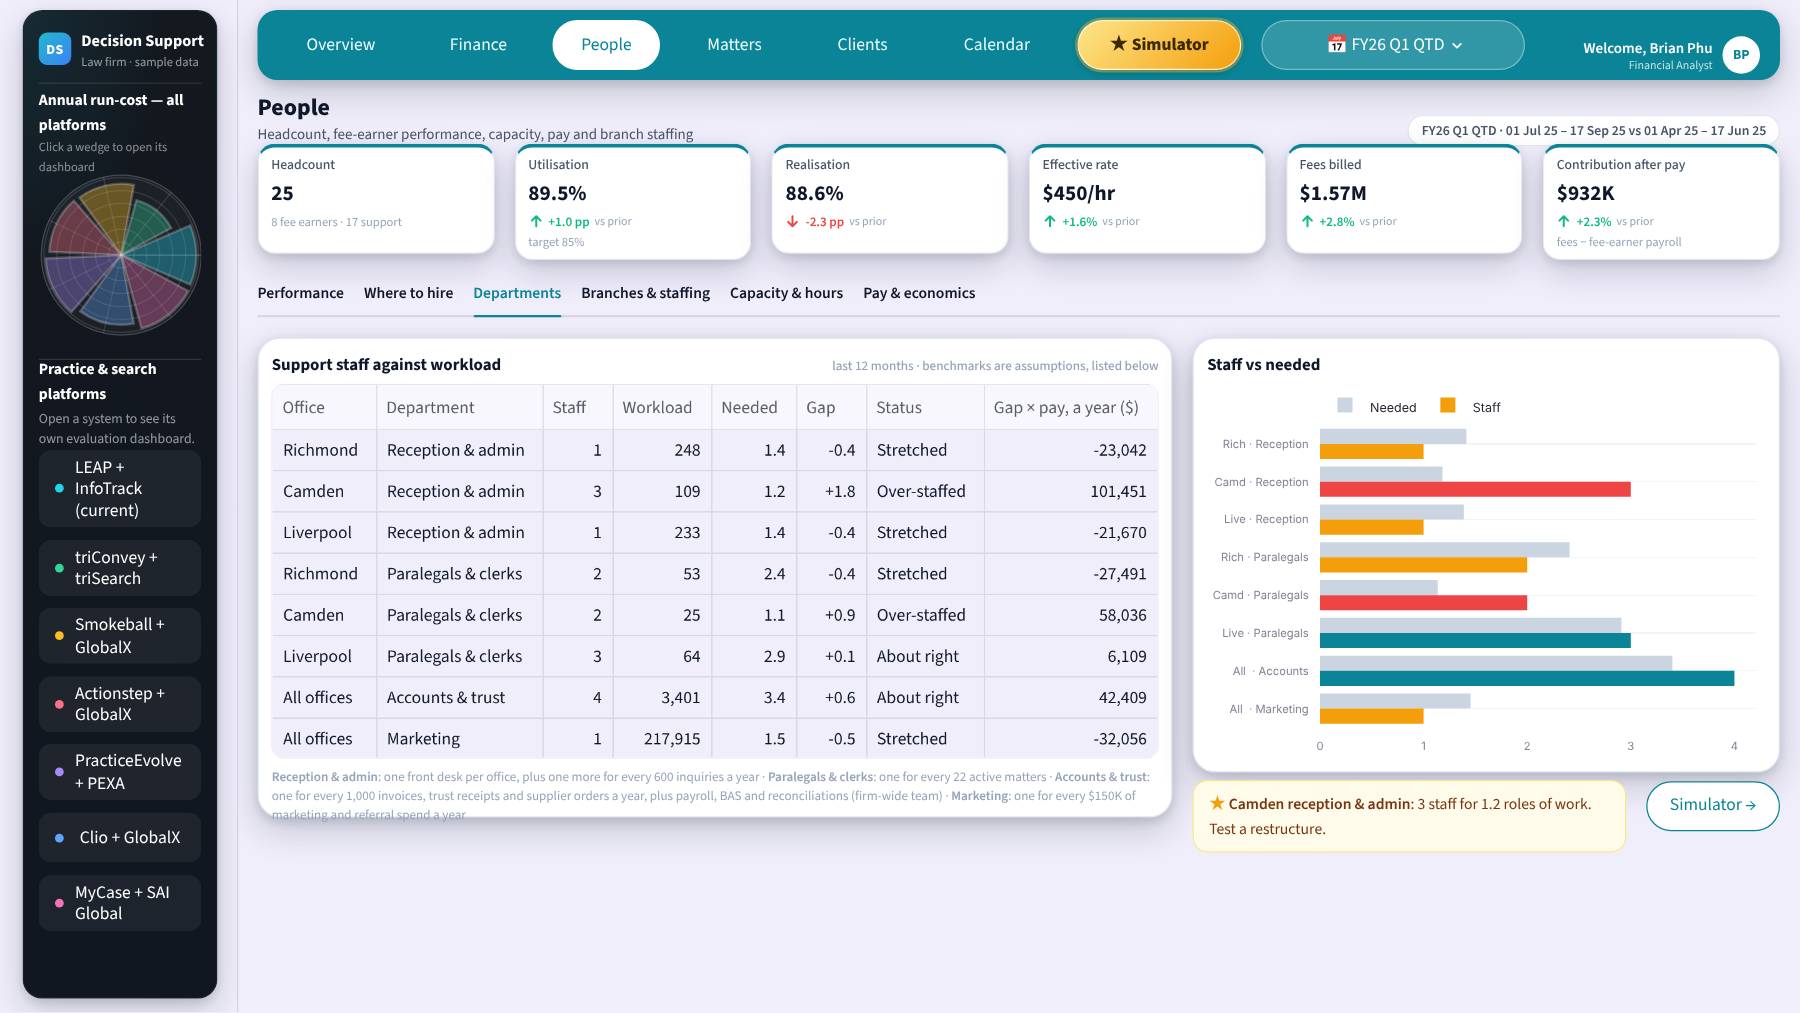 DS
Decision Support
Law firm · sample data
Annual run-cost — all
platforms
Click a wedge to open its
dashboard
Practice & search
platforms
Open a system to see its
own evaluation dashboard.
LEAP +
InfoTrack
(current)
triConvey +
triSearch
Smokeball +
GlobalX
Actionstep +
GlobalX
PracticeEvolve
+ PEXA
Clio + GlobalX
MyCase + SAI
Global
Overview Finance People Matters Clients Calendar ★ Simulator 📅 FY26 Q1 QTD
Welcome, Brian Phu
Financial Analyst
BP
People
Headcount, fee-earner performance, capacity, pay and branch staffing
FY26 Q1 QTD · 01 Jul 25 – 17 Sep 25 vs 01 Apr 25 – 17 Jun 25
Headcount
25
8 fee earners · 17 support
Utilisation
89.5%
↑ +1.0 pp vs prior
target 85%
Realisation
88.6%
↓ -2.3 pp vs prior
Effective rate
$450/hr
↑ +1.6% vs prior
Fees billed
$1.57M
↑ +2.8% vs prior
Contribution after pay
$932K
↑ +2.3% vs prior
fees − fee-earner payroll
Performance Where to hire Departments Branches & staffing Capacity & hours Pay & economics
Support staff against workload
last 12 months · benchmarks are assumptions, listed below
Office Department Staff Workload Needed Gap Status Gap × pay, a year ($)
Richmond Reception & admin 1 248 1.4 -0.4 Stretched -23,042
Camden Reception & admin 3 109 1.2 +1.8 Over-staffed 101,451
Liverpool Reception & admin 1 233 1.4 -0.4 Stretched -21,670
Richmond Paralegals & clerks 2 53 2.4 -0.4 Stretched -27,491
Camden Paralegals & clerks 2 25 1.1 +0.9 Over-staffed 58,036
Liverpool Paralegals & clerks 3 64 2.9 +0.1 About right 6,109
All offices Accounts & trust 4 3,401 3.4 +0.6 About right 42,409
All offices Marketing 1 217,915 1.5 -0.5 Stretched -32,056
Reception & admin: one front desk per office, plus one more for every 600 inquiries a year · Paralegals & clerks: one for every 22 active matters · Accounts & trust:
one for every 1,000 invoices, trust receipts and supplier orders a year, plus payroll, BAS and reconciliations (firm-wide team) · Marketing: one for every $150K of
marketing and referral spend a year
Staff vs needed
Needed Staff
Rich · Reception
Camd · Reception
Live · Reception
Rich · Paralegals
Camd · Paralegals
Live · Paralegals
All · Accounts
All · Marketing
0 1 2 3 4
★ Camden reception & admin: 3 staff for 1.2 roles of work.
Test a restructure.
Simulator →